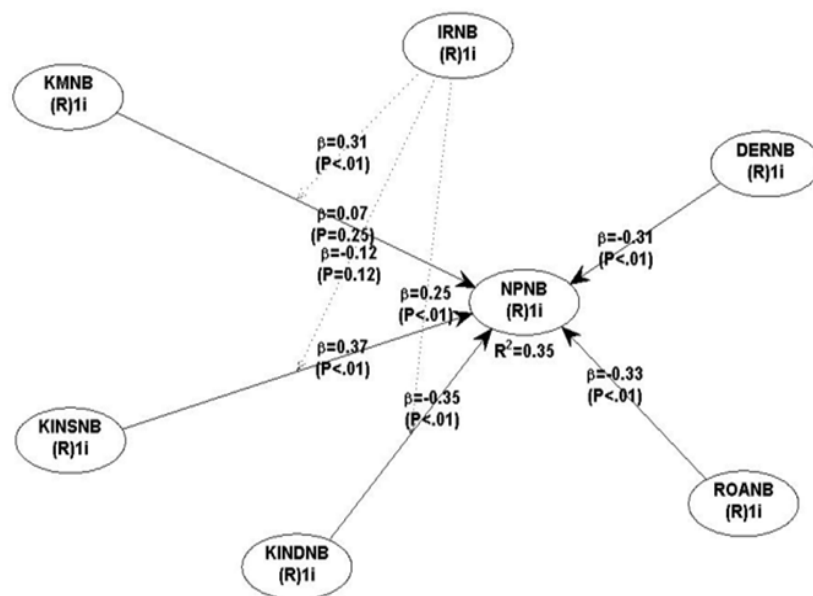 IRNB
(R)1i
KMNB
(R)1i
β=0.31
(P<.01)
DERNB
(R)1i
β=0.07
(P=0.25)
β=-0.12
(P=0.12)
β=-0.31
(P<.01)
NPNB
(R)1i
R²=0.35
β=0.25
(P<.01)
β=0.37
(P<.01)
β=-0.35
(P<.01)
β=-0.33
(P<.01)
KINSNB
(R)1i
ROANB
(R)1i
KINDNB
(R)1i